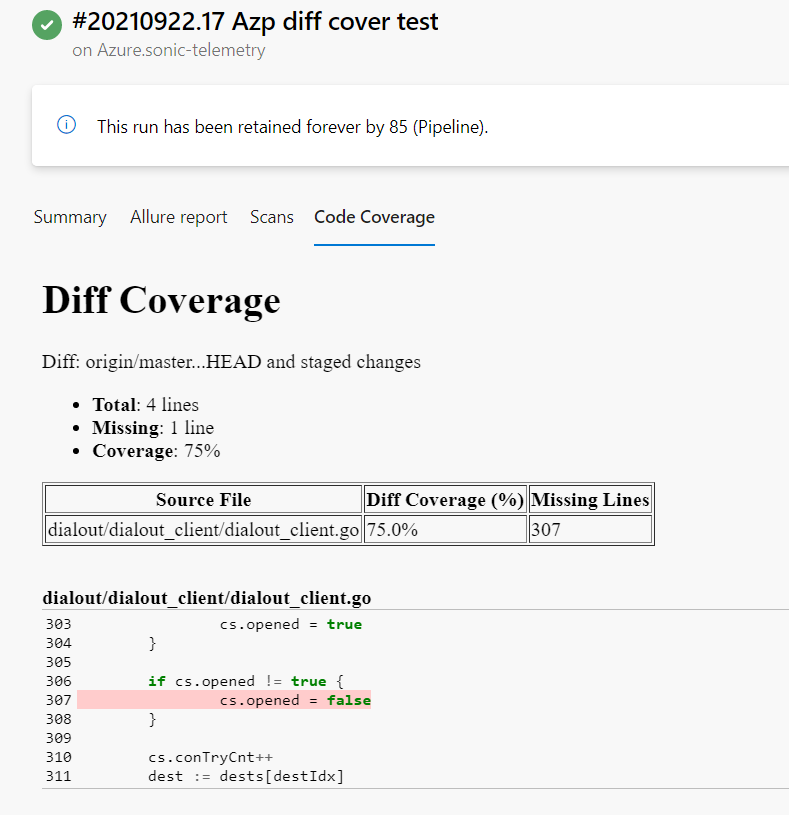 #20210922.17 Azp diff cover test
on Azure.sonic-telemetry
This run has been retained forever by 85 (Pipeline).
Summary Allure report Scans Code Coverage
Diff Coverage
Diff: origin/master...HEAD and staged changes
• Total: 4 lines
• Missing: 1 line
• Coverage: 75%
Source File Diff Coverage (%) Missing Lines
dialout/dialout_client/dialout_client.go 75.0% 307
dialout/dialout_client/dialout_client.go
303 cs.opened = true
304 }
305
306 if cs.opened != true {
307 cs.opened = false
308 }
309
310 cs.conTryCnt++
311 dest := dests[destIdx]